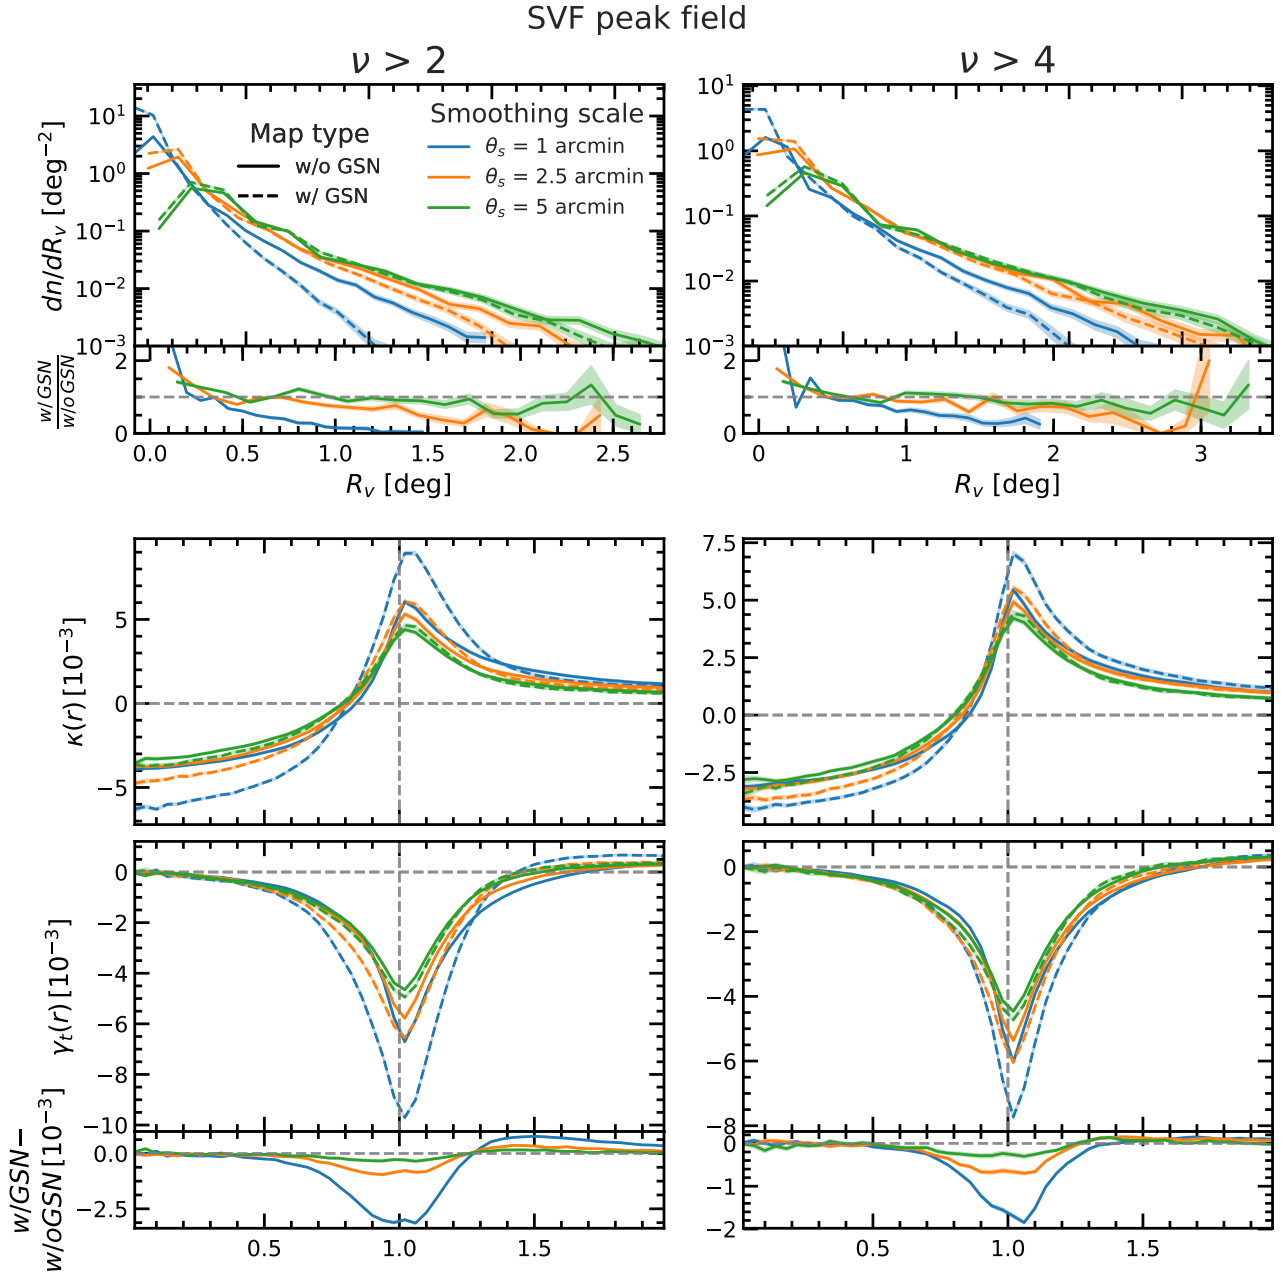 SVF peak field
ν > 2
ν > 4
10¹
10⁰
10⁻¹
10⁻²
10⁻³
dn/dRᵥ [deg⁻²]
Map type
w/o GSN
w/ GSN
Smoothing scale
θₛ = 1 arcmin
θₛ = 2.5 arcmin
θₛ = 5 arcmin
10¹
10⁰
10⁻¹
10⁻²
10⁻³
w/ GSN
w/oGSN
2
0
0.0 0.5 1.0 1.5 2.0 2.5
Rᵥ [deg]
2
0
0 1 2 3
Rᵥ [deg]
κ(r) [10⁻³]
5
0
−5
7.5
5.0
2.5
0.0
−2.5
γₜ(r) [10⁻³]
0
−2
−4
−6
−8
−10
0
−2
−4
−6
−8
w/GSN−
w/oGSN [10⁻³]
0.0
−2.5
0.5 1.0 1.5
0
−1
−2
0.5 1.0 1.5